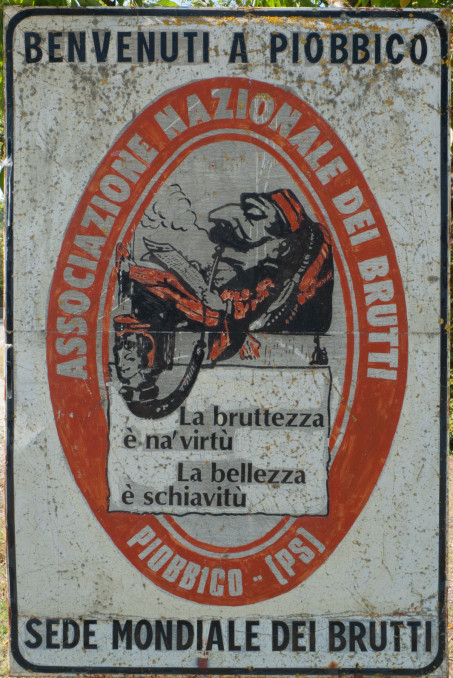 BENVENUTI A PIOBBICO
ASSOCIAZIONE NAZIONALE DEI BRUTTI
La bruttezza
è na'virtù
La bellezza
è schiavitù
PIOBBICO - (PS)
SEDE MONDIALE DEI BRUTTI